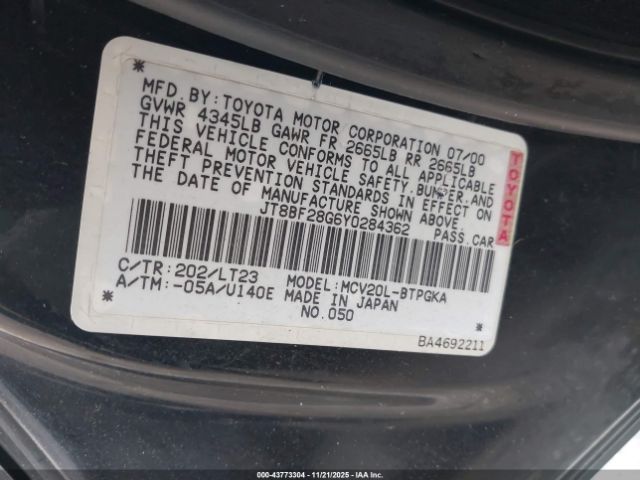 *
MFD. BY: TOYOTA MOTOR CORPORATION 07/00
GVWR 4345LB GAWR FR 2665LB RR 2665LB
THIS VEHICLE CONFORMS TO ALL APPLICABLE
FEDERAL MOTOR VEHICLE SAFETY, BUMPER, AND
THEFT PREVENTION STANDARDS IN EFFECT ON
THE DATE OF MANUFACTURE SHOWN ABOVE.
JT8BF28G6Y0284362 PASS. CAR
TOYOTA
C/TR: 202/LT23 MODEL: MCV20L-BTPGKA
A/TM: -05A/U140E MADE IN JAPAN
NO. 050
*
BA4692211
000-43773304 - 11/21/2025 - IAAI.COM